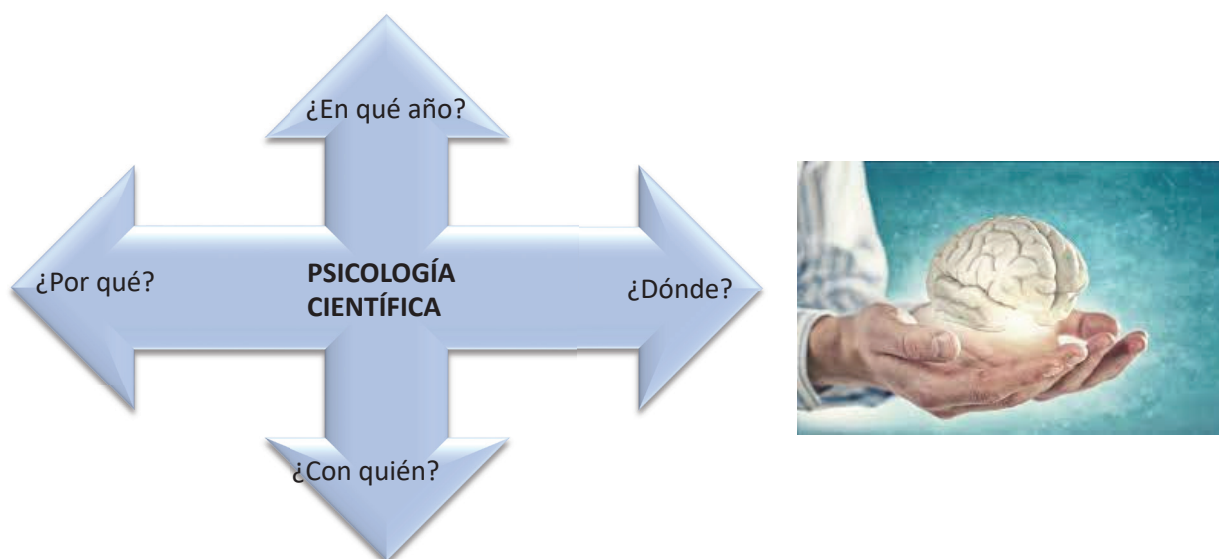 ¿En qué año?
¿Por qué?
PSICOLOGÍA
CIENTÍFICA
¿Dónde?
¿Con quién?